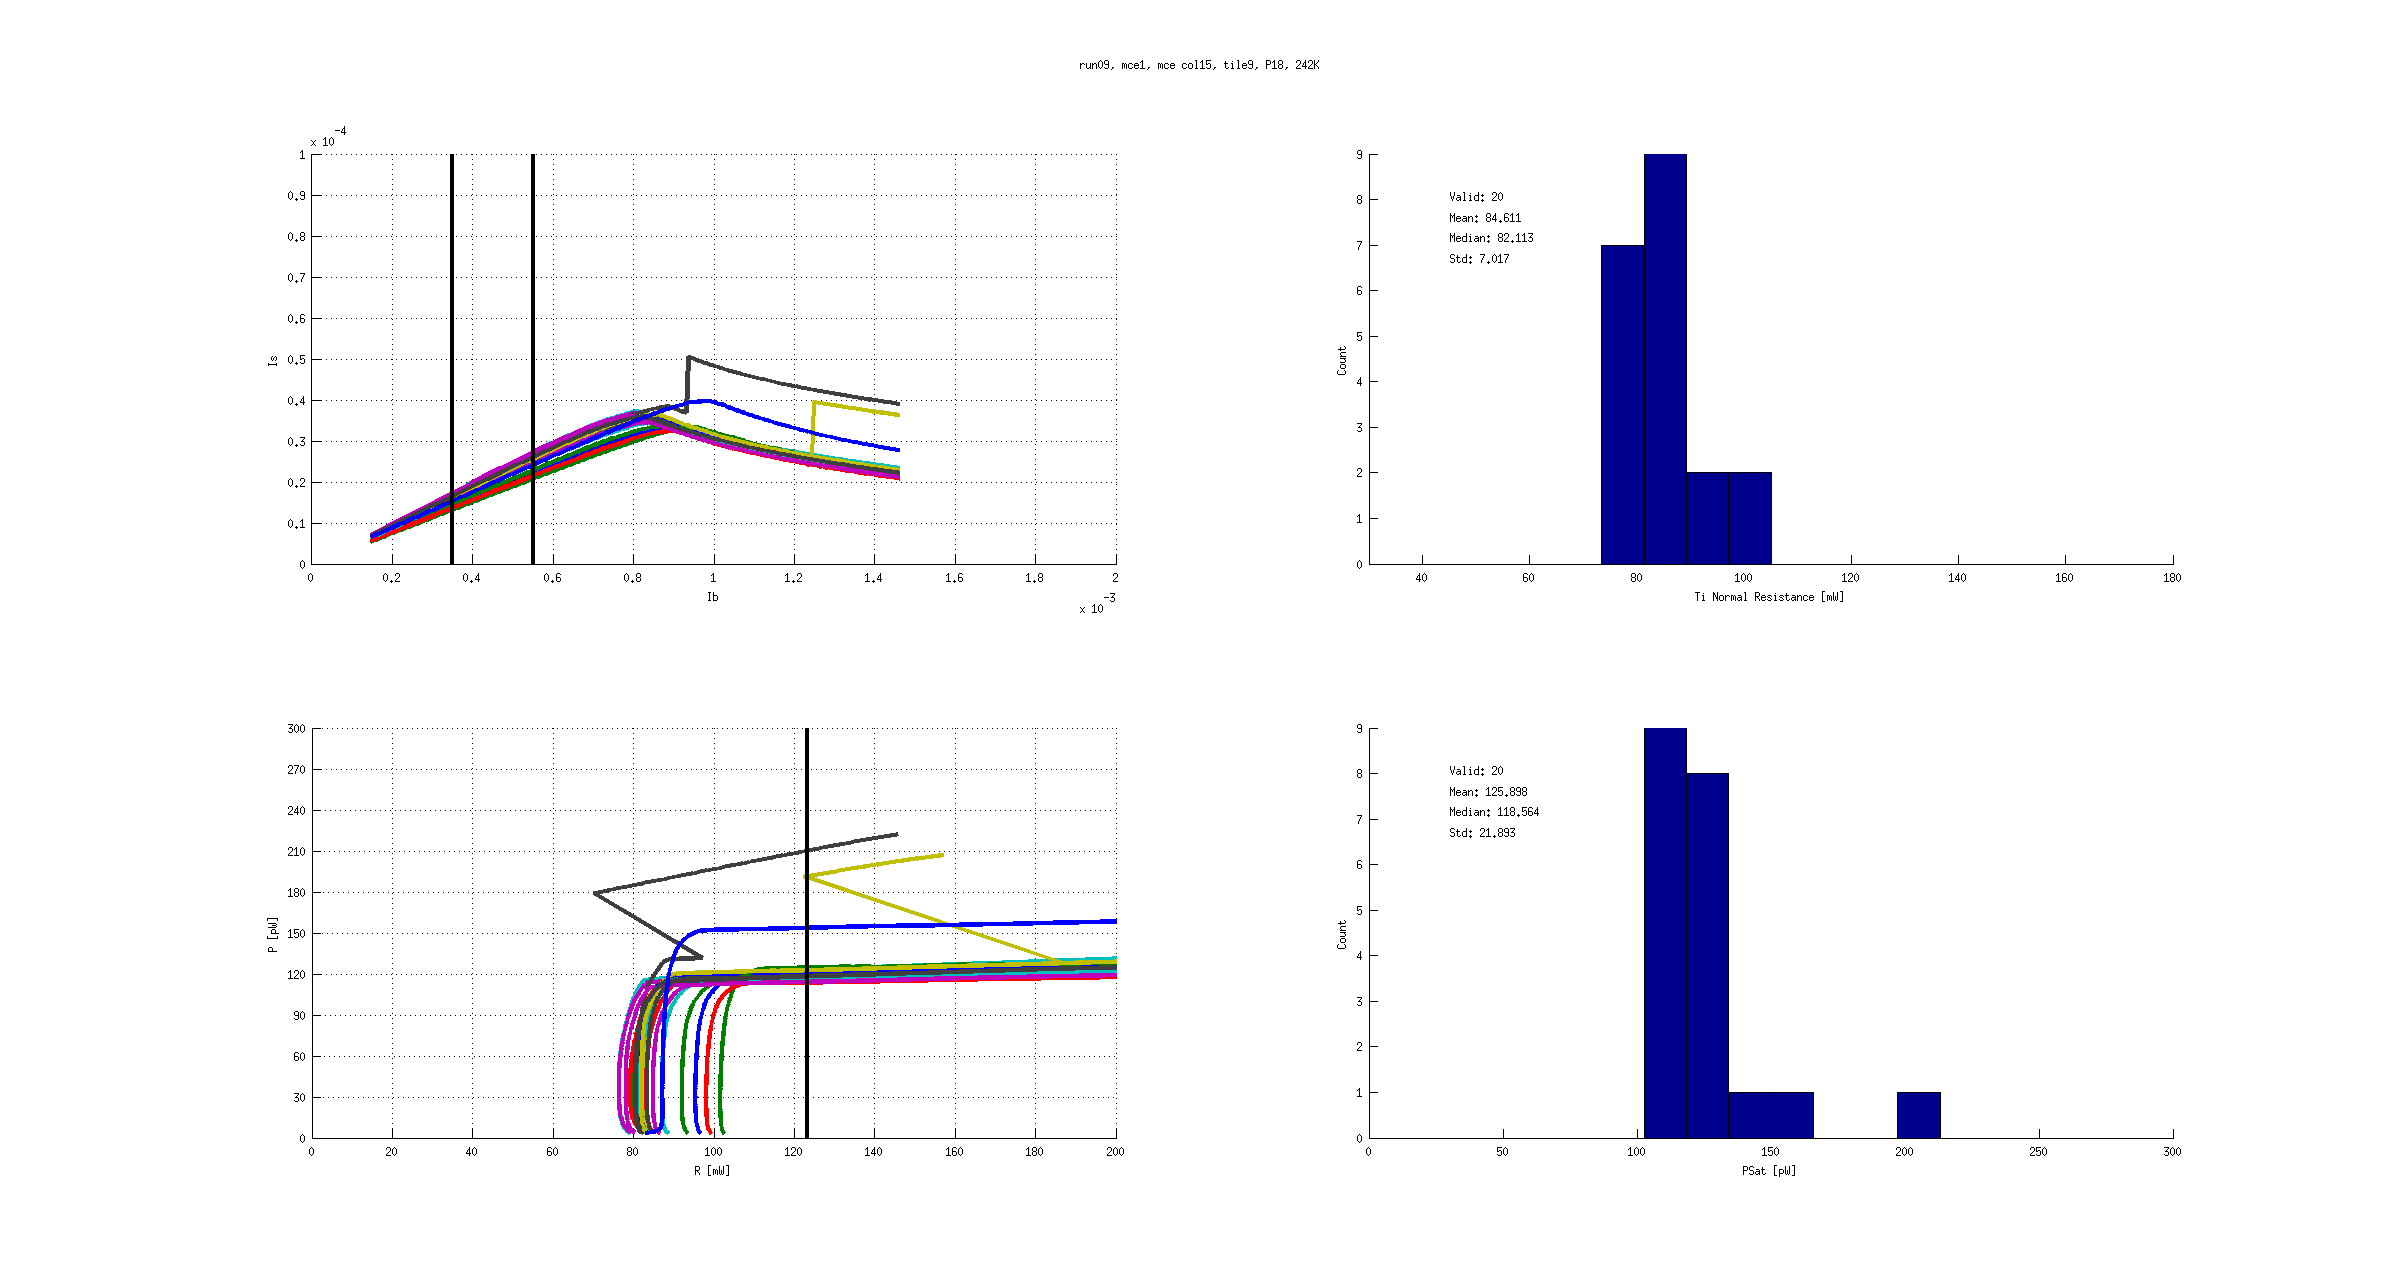 run09, mce1, mce col15, tile9, P18, 242K
x 10^-4
1
0.9
0.8
0.7
0.6
0.5
0.4
0.3
0.2
0.1
0
Is
0 0.2 0.4 0.6 0.8 1 1.2 1.4 1.6 1.8 2
Ib
x 10^-3
9
8
7
6
5
4
3
2
1
0
Count
Valid: 20
Mean: 84.611
Median: 82.113
Std: 7.017
40 60 80 100 120 140 160 180
Ti Normal Resistance [mW]
300
270
240
210
180
150
120
90
60
30
0
P [pW]
0 20 40 60 80 100 120 140 160 180 200
R [mW]
9
8
7
6
5
4
3
2
1
0
Count
Valid: 20
Mean: 125.898
Median: 118.564
Std: 21.893
0 50 100 150 200 250 300
PSat [pW]